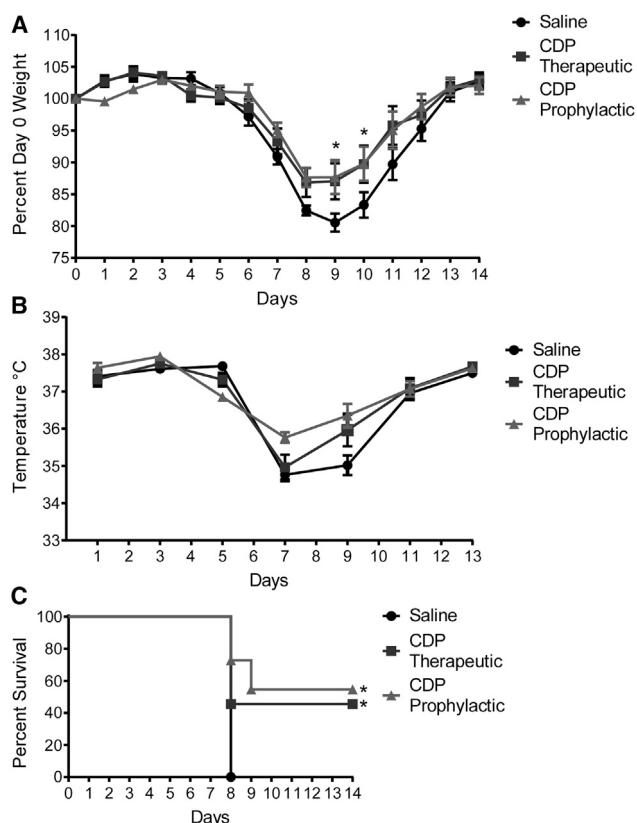 A
110
105
100
95
90
85
80
75
Percent Day 0 Weight
* *
0 1 2 3 4 5 6 7 8 9 10 11 12 13 14
Days
Saline
CDP
Therapeutic
CDP
Prophylactic
B
39
38
37
36
35
34
33
Temperature °C
1 2 3 4 5 6 7 8 9 10 11 12 13
Days
Saline
CDP
Therapeutic
CDP
Prophylactic
C
100
80
60
40
20
0
Percent Survival
*
*
0 1 2 3 4 5 6 7 8 9 10 11 12 13 14
Days
Saline
CDP
Therapeutic
CDP
Prophylactic